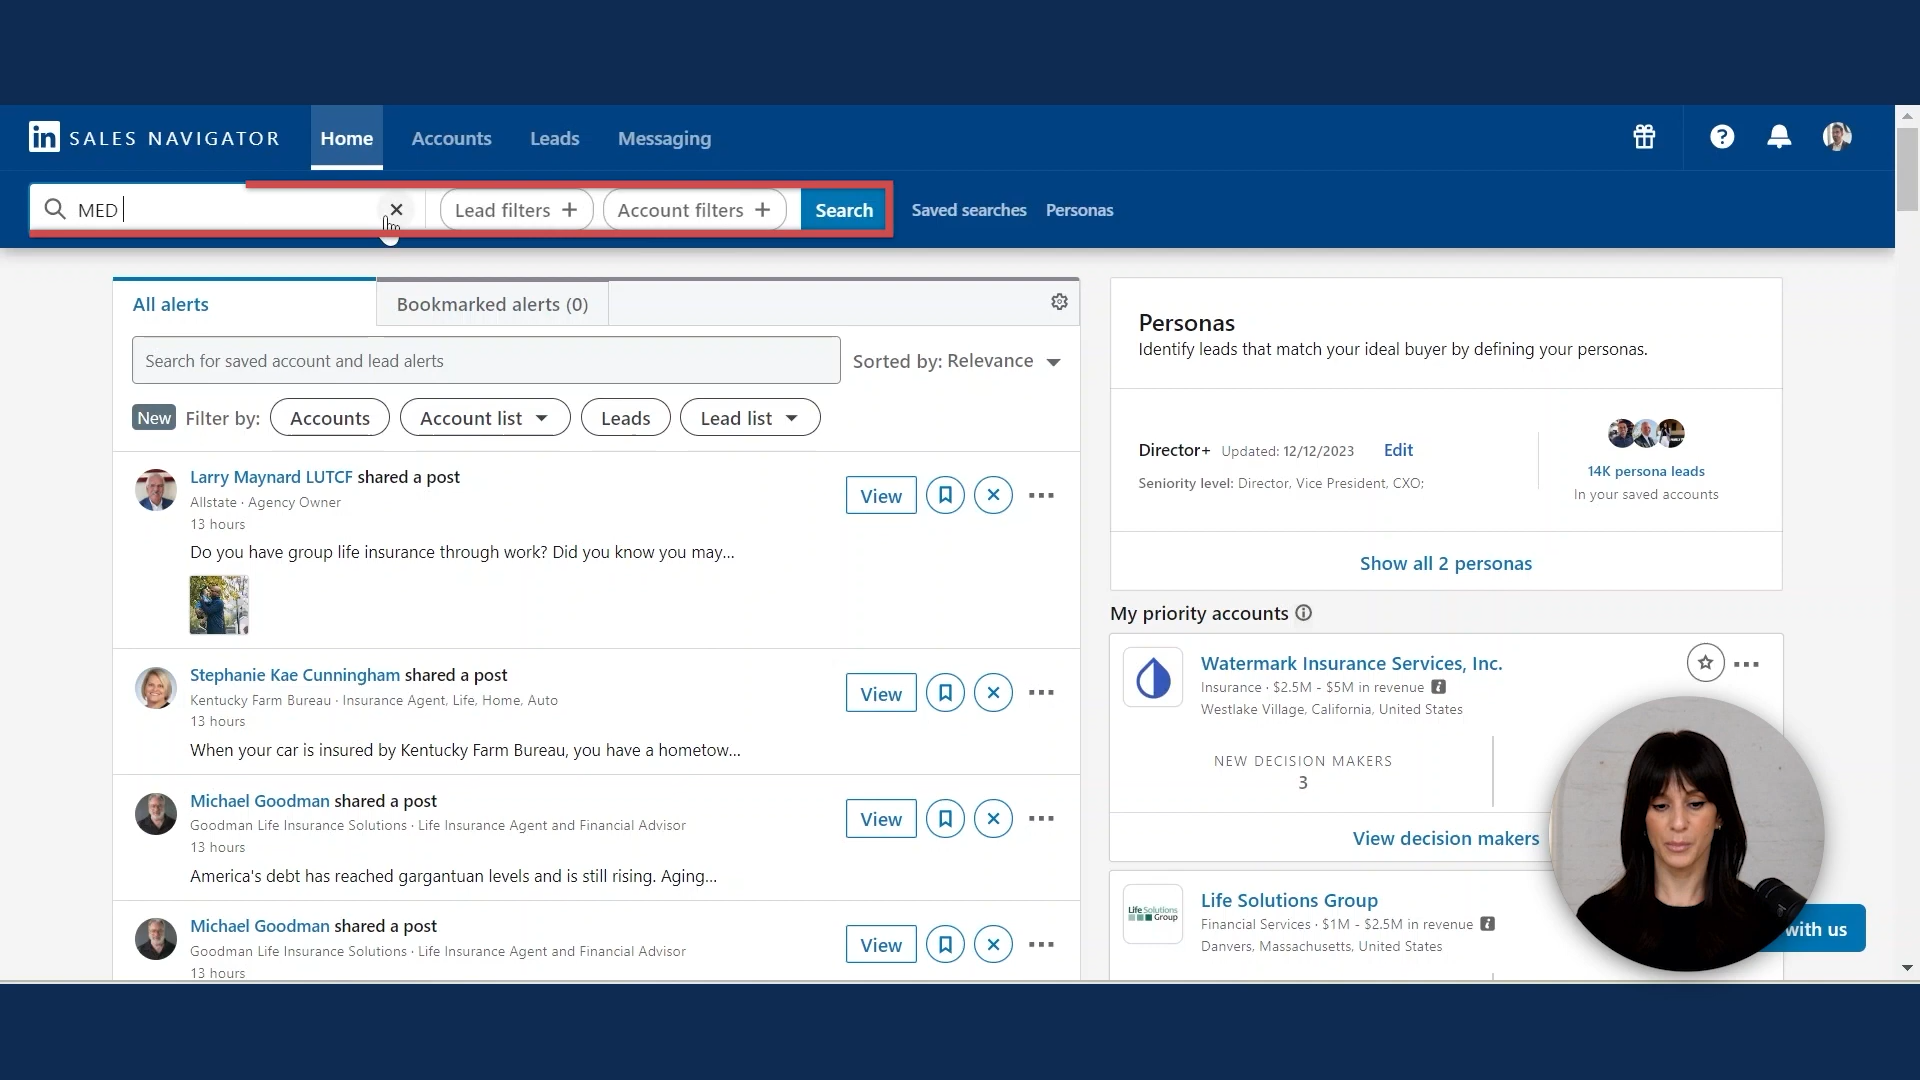 in SALES NAVIGATOR Home Accounts Leads Messaging
MED Lead filters + Account filters + Search Saved searches Personas
All alerts Bookmarked alerts (0)
Search for saved account and lead alerts Sorted by: Relevance
New Filter by: Accounts Account list Leads Lead list
Larry Maynard LUTCF shared a post
Allstate · Agency Owner
13 hours
View
Do you have group life insurance through work? Did you know you may...
Stephanie Kae Cunningham shared a post
Kentucky Farm Bureau · Insurance Agent, Life, Home, Auto
13 hours
View
When your car is insured by Kentucky Farm Bureau, you have a hometow...
Michael Goodman shared a post
Goodman Life Insurance Solutions · Life Insurance Agent and Financial Advisor
13 hours
View
America's debt has reached gargantuan levels and is still rising. Aging...
Michael Goodman shared a post
Goodman Life Insurance Solutions · Life Insurance Agent and Financial Advisor
13 hours
View
Personas
Identify leads that match your ideal buyer by defining your personas.
Director+ Updated: 12/12/2023 Edit
Seniority level: Director, Vice President, CXO;
14K persona leads
In your saved accounts
Show all 2 personas
My priority accounts
Watermark Insurance Services, Inc.
Insurance · $2.5M - $5M in revenue
Westlake Village, California, United States
NEW DECISION MAKERS
3
View decision makers
Life Solutions Group
Life Solutions Group
Financial Services · $1M - $2.5M in revenue
Danvers, Massachusetts, United States
with us